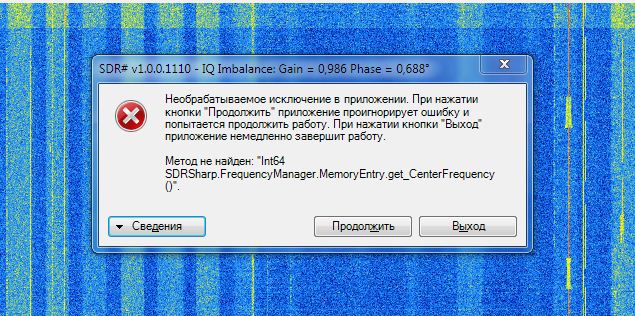 SDR# v1.0.0.1110 - IQ Imbalance: Gain = 0,986 Phase = 0,688°
Необрабатываемое исключение в приложении. При нажатии
кнопки "Продолжить" приложение проигнорирует ошибку и
попытается продолжить работу. При нажатии кнопки "Выход"
приложение немедленно завершит работу.
Метод не найден: "Int64
SDRSharp.FrequencyManager.MemoryEntry.get_CenterFrequency
()".
Сведения
Продолжить
Выход